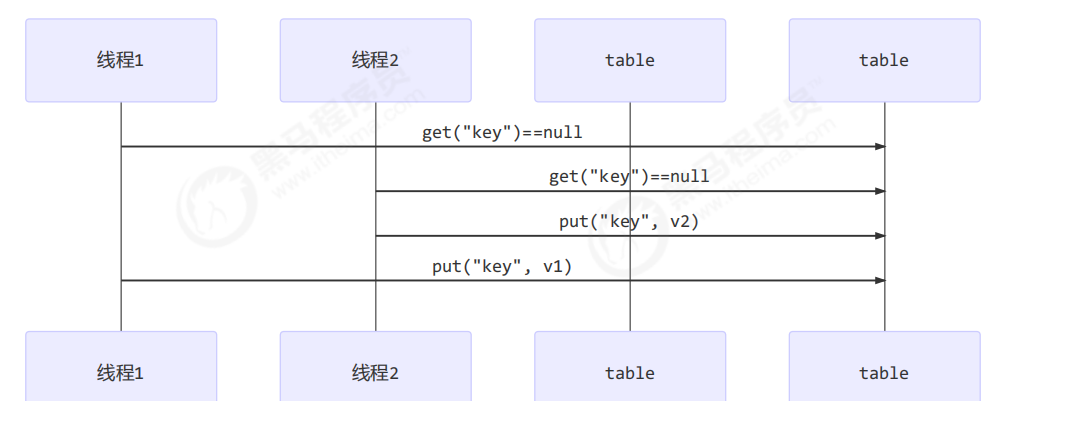 线程1
线程2
table
table
get("key")==null
get("key")==null
put("key", v2)
put("key", v1)
线程1
线程2
table
table
黑马程序员
www.itheima.com
黑马程序员
www.itheima.com